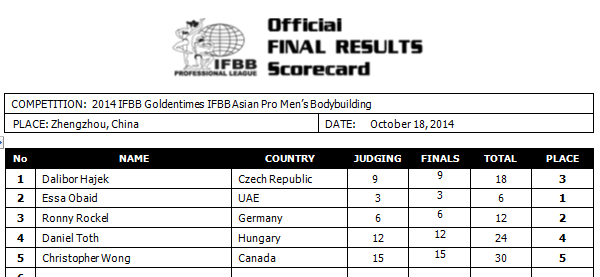 Official
FINAL RESULTS
Scorecard
IFBB
PROFESSIONAL LEAGUE
COMPETITION: 2014 IFBB Goldentimes IFBB Asian Pro Men's Bodybuilding
PLACE: Zhengzhou, China DATE: October 18, 2014
No NAME COUNTRY JUDGING FINALS TOTAL PLACE
1 Dalibor Hajek Czech Republic 9 9 18 3
2 Essa Obaid UAE 3 3 6 1
3 Ronny Rockel Germany 6 6 12 2
4 Daniel Toth Hungary 12 12 24 4
5 Christopher Wong Canada 15 15 30 5